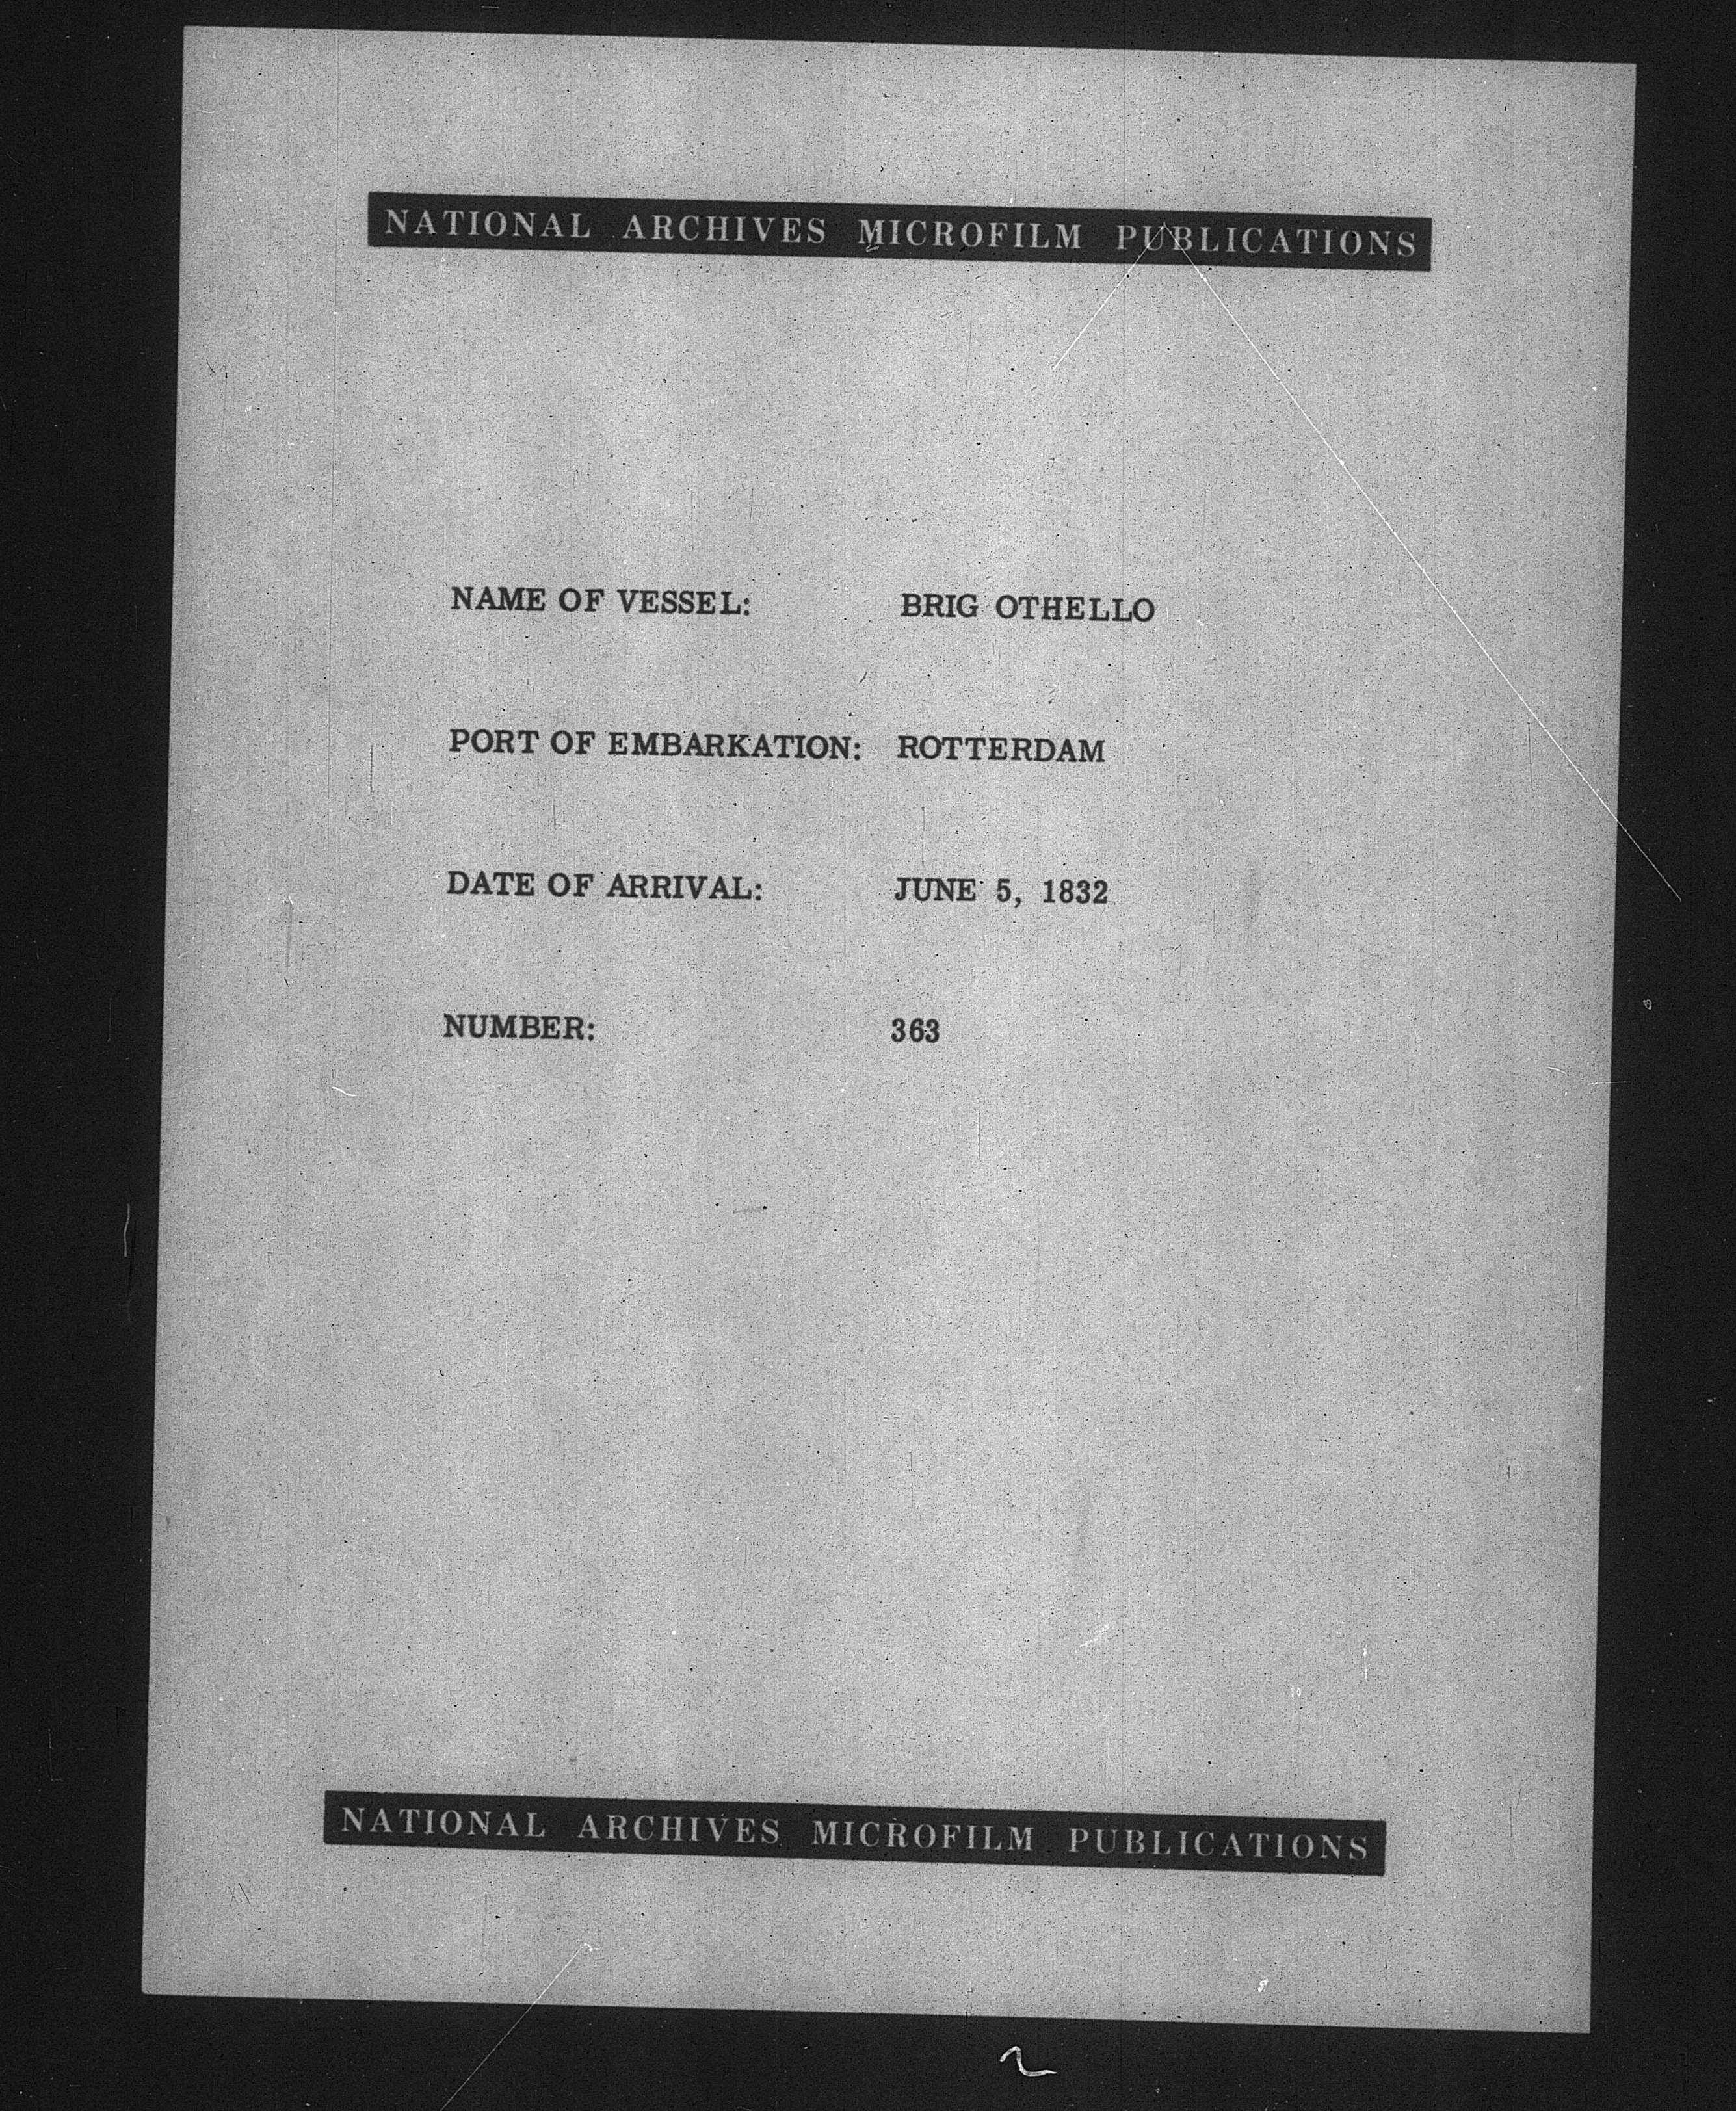 NATIONAL ARCHIVES MICROFILM PUBLICATIONS
NAME OF VESSEL: BRIG OTHELLO
PORT OF EMBARKATION: ROTTERDAM
DATE OF ARRIVAL: JUNE 5, 1832
NUMBER: 363
NATIONAL ARCHIVES MICROFILM PUBLICATIONS